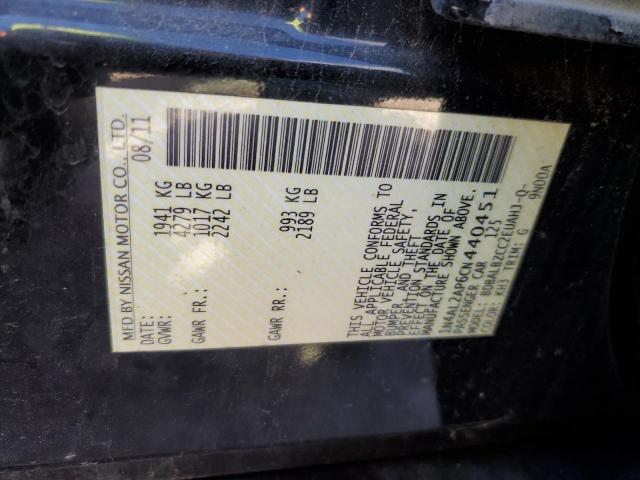 MFD BY NISSAN MOTOR CO., LTD.
DATE: 08/11
GVWR: 1941 KG
4279 LB
GAWR FR.: 1017 KG
2242 LB
GAWR RR.: 993 KG
2189 LB
THIS VEHICLE CONFORMS TO
ALL APPLICABLE FEDERAL
MOTOR VEHICLE SAFETY,
BUMPER, AND THEFT
PREVENTION STANDARDS IN
EFFECT ON THE DATE OF
MANUFACTURE SHOWN ABOVE.
1N4AL2AP6CN440451
PASSENGER CAR 125
MODEL: BDBALBZCC2EUAHJ-Q-
COLOR: KH3 TRIM: G 9N00A